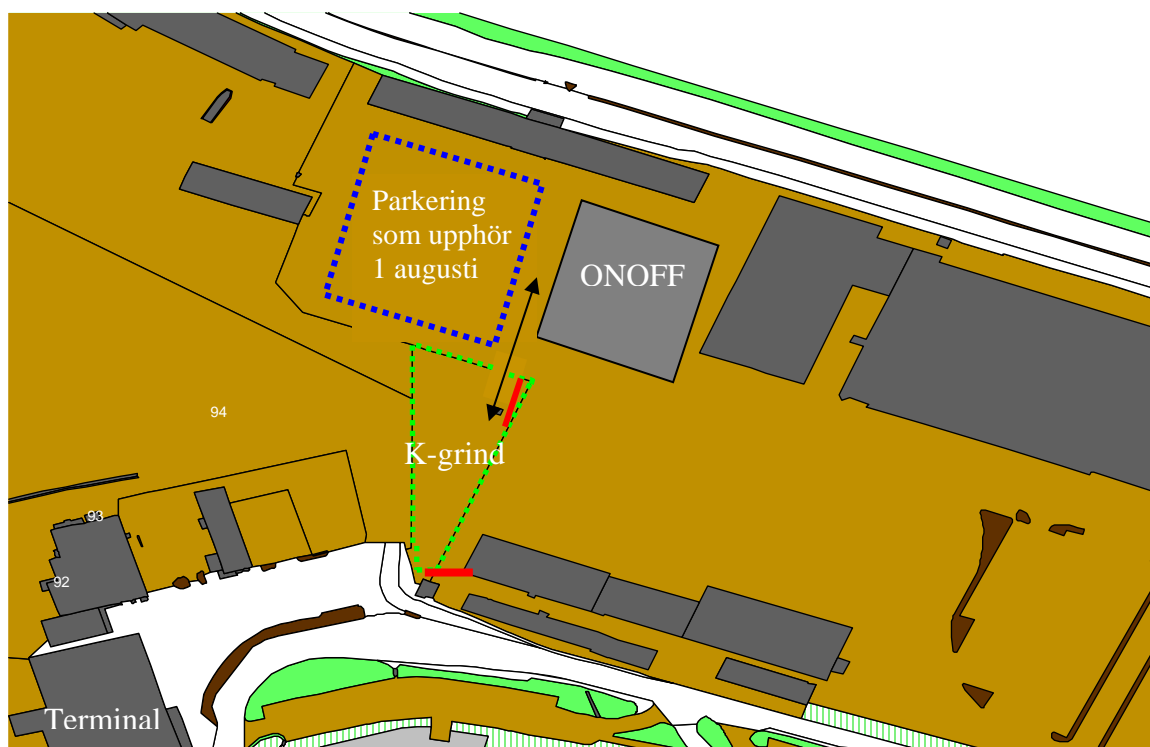 Parkering
som upphör
1 augusti
ONOFF
94
K-grind
93
92
Terminal